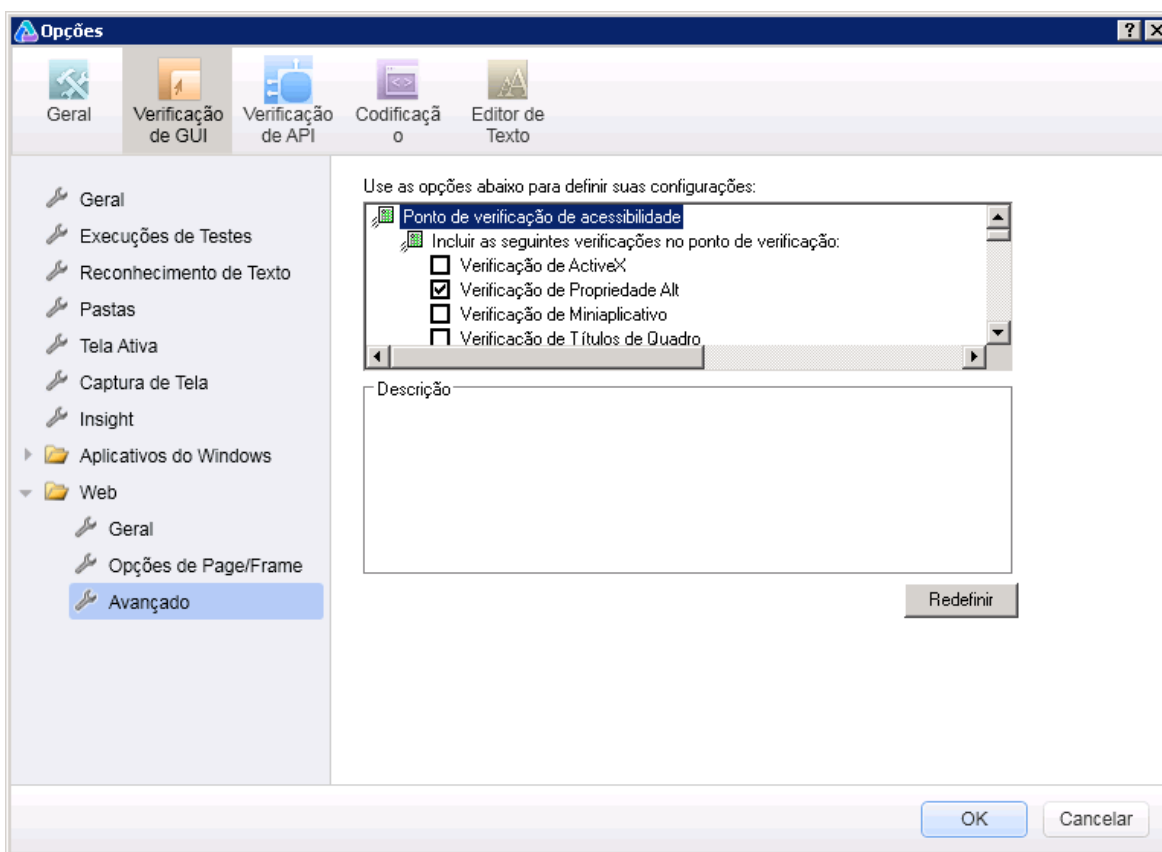 Opções
Geral
Verificação
de GUI
Verificação
de API
Codificaçã
o
Editor de
Texto
Geral
Execuções de Testes
Reconhecimento de Texto
Pastas
Tela Ativa
Captura de Tela
Insight
Aplicativos do Windows
Web
Geral
Opções de Page/Frame
Avançado
Use as opções abaixo para definir suas configurações:
Ponto de verificação de acessibilidade
Incluir as seguintes verificações no ponto de verificação:
Verificação de ActiveX
Verificação de Propriedade Alt
Verificação de Miniaplicativo
Verificação de Títulos de Quadro
Descrição
Redefinir
OK
Cancelar